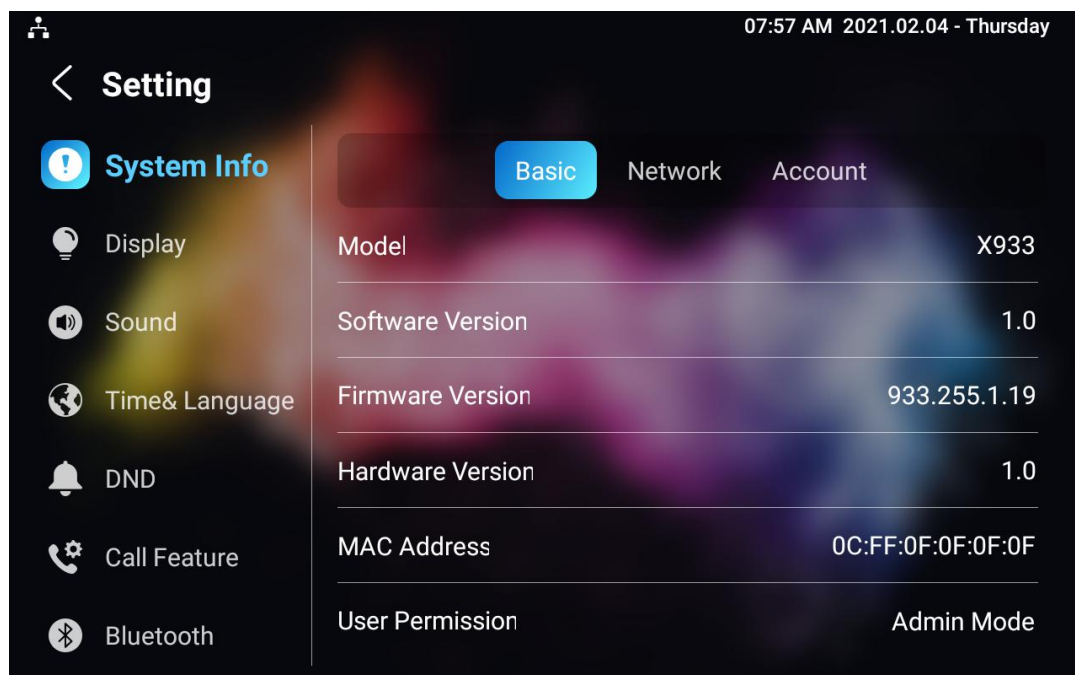 07:57 AM 2021.02.04 - Thursday
Setting
System Info
Display
Sound
Time& Language
DND
Call Feature
Bluetooth
Basic Network Account
Model X933
Software Version 1.0
Firmware Version 933.255.1.19
Hardware Version 1.0
MAC Address 0C:FF:0F:0F:0F:0F
User Permission Admin Mode